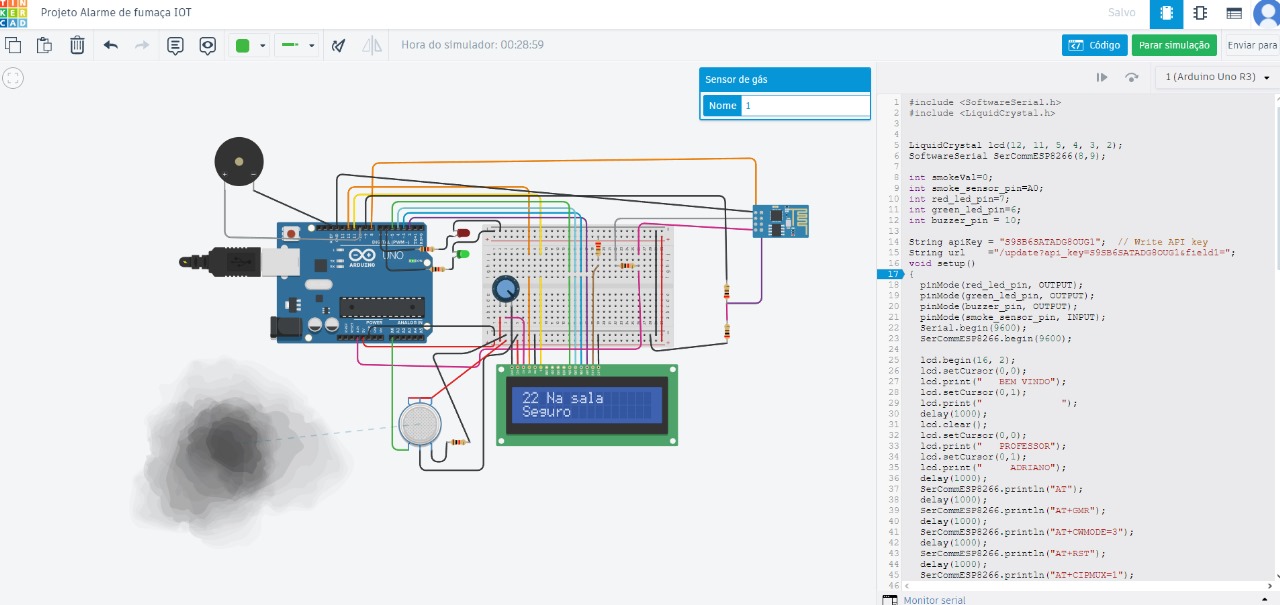 TIN
KER
CAD
Projeto Alarme de fumaça IOT
Salvo
Hora do simulador: 00:28:59
Código
Parar simulação
Enviar para
Sensor de gás
Nome 1
1 (Arduino Uno R3)
UNO
ARDUINO
POWER
ANALOG IN
22 Na sala
Seguro
1 #include <SoftwareSerial.h>
2 #include <LiquidCrystal.h>
3
4
5 LiquidCrystal lcd(12, 11, 5, 4, 3, 2);
6 SoftwareSerial SerCommESP8266(8,9);
7
8 int smokeVal=0;
9 int smoke_sensor_pin=A0;
10 int red_led_pin=7;
11 int green_led_pin=6;
12 int buzzer_pin = 10;
13
14 String apiKey = "S9SB6SATADG8OUG1";  // Write API key
15 String url    ="/update?api_key=S9SB6SATADG8OUG1&field1=";
16 void setup()
17 {
18   pinMode(red_led_pin, OUTPUT);
19   pinMode(green_led_pin, OUTPUT);
20   pinMode(buzzer_pin, OUTPUT);
21   pinMode(smoke_sensor_pin, INPUT);
22   Serial.begin(9600);
23   SerCommESP8266.begin(9600);
24
25   lcd.begin(16, 2);
26   lcd.setCursor(0,0);
27   lcd.print("   BEM VINDO");
28   lcd.setCursor(0,1);
29   lcd.print("               ");
30   delay(1000);
31   lcd.clear();
32   lcd.setCursor(0,0);
33   lcd.print("   PROFESSOR");
34   lcd.setCursor(0,1);
35   lcd.print("     ADRIANO");
36   delay(1000);
37   SerCommESP8266.println("AT");
38   delay(1000);
39   SerCommESP8266.println("AT+GMR");
40   delay(1000);
41   SerCommESP8266.println("AT+CWMODE=3");
42   delay(1000);
43   SerCommESP8266.println("AT+RST");
44   delay(1000);
45   SerCommESP8266.println("AT+CIPMUX=1");
46
Monitor serial